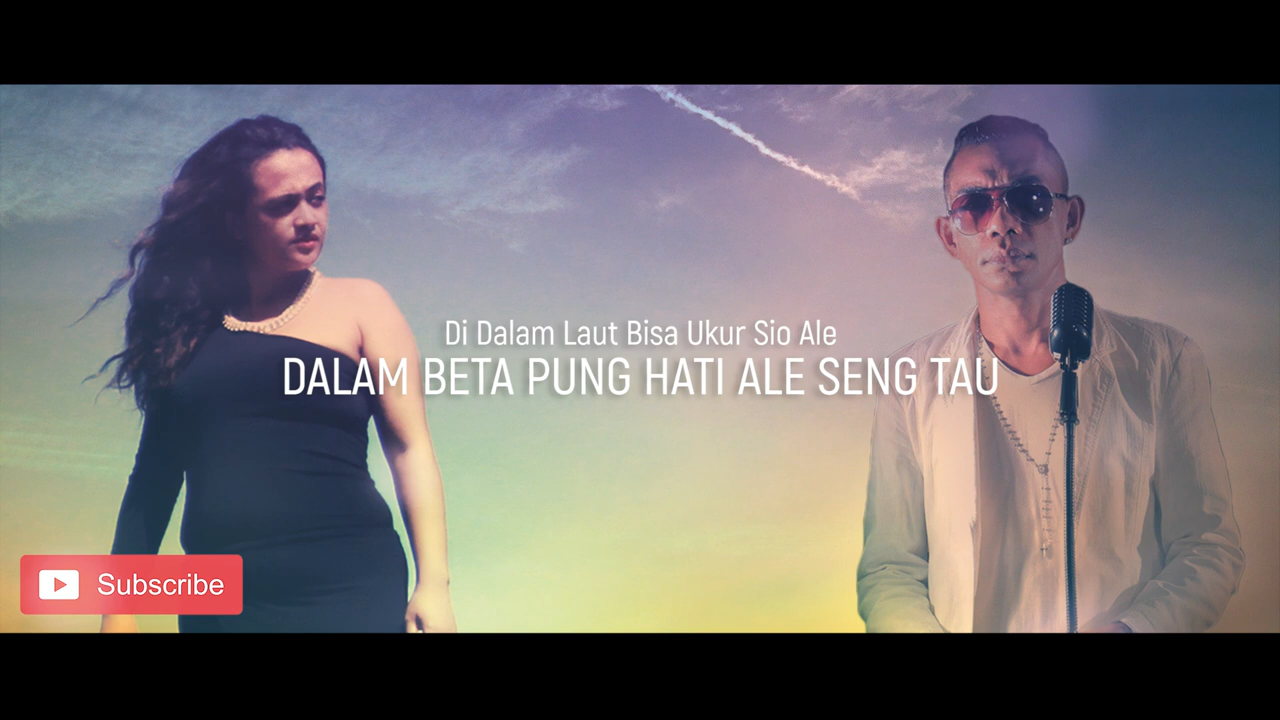 Di Dalam Laut Bisa Ukur Sio Ale
DALAM BETA PUNG HATI ALE SENG TAU
Subscribe